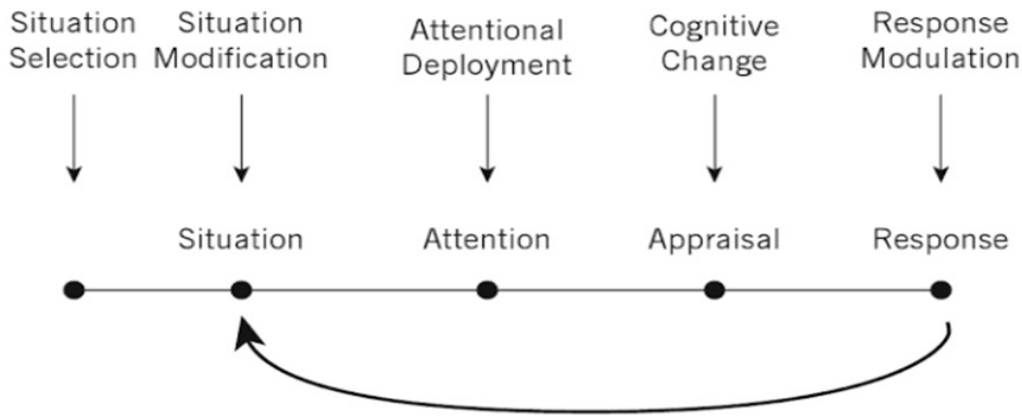 Situation
Selection
Situation
Modification
Attentional
Deployment
Cognitive
Change
Response
Modulation
Situation
Attention
Appraisal
Response